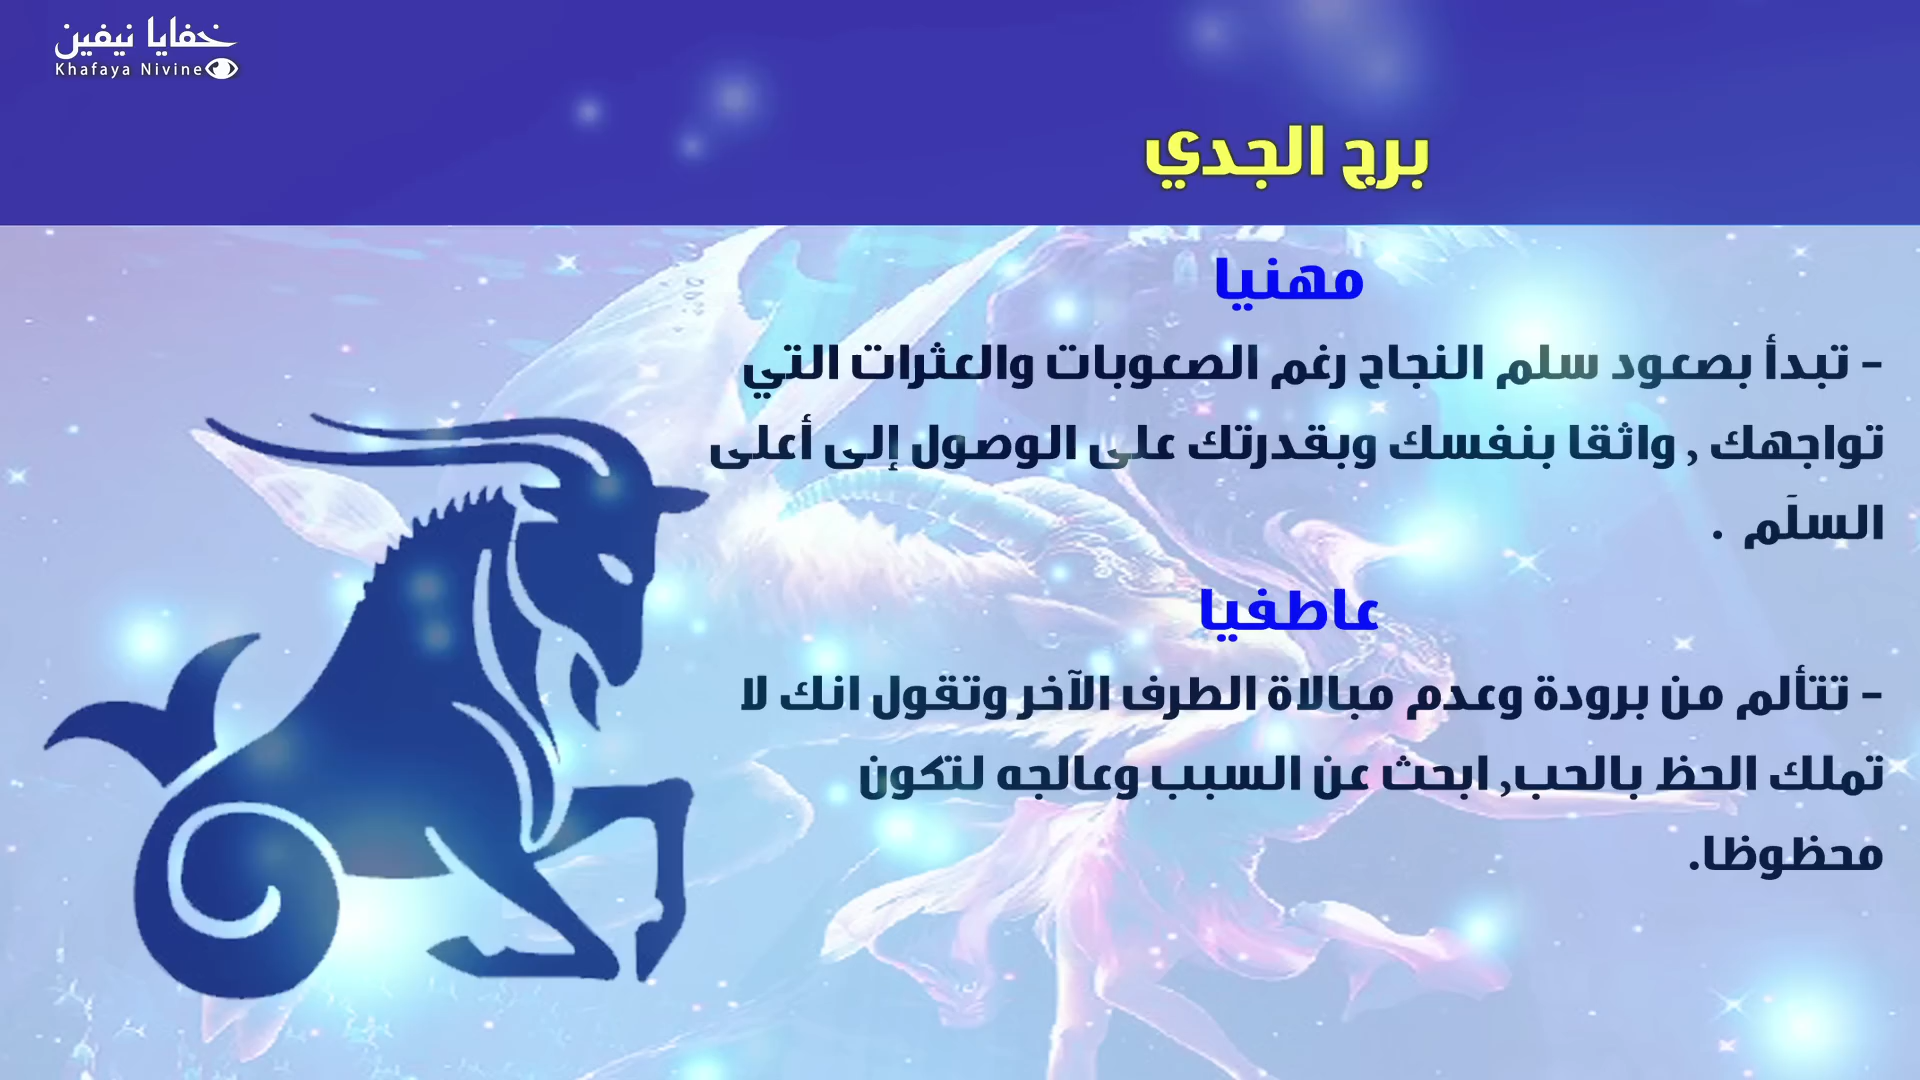 خفايا نيفين
Khafaya Nivine
برج الجدي
مهنيا
- تبدأ بصعود سلم النجاح رغم الصعوبات والعثرات التي
تواجهك , واثقا بنفسك وبقدرتك على الوصول إلى أعلى
السلَم .
عاطفيا
- تتألم من برودة وعدم مبالاة الطرف الآخر وتقول انك لا
تملك الحظ بالحب, ابحث عن السبب وعالجه لتكون
محظوظا.